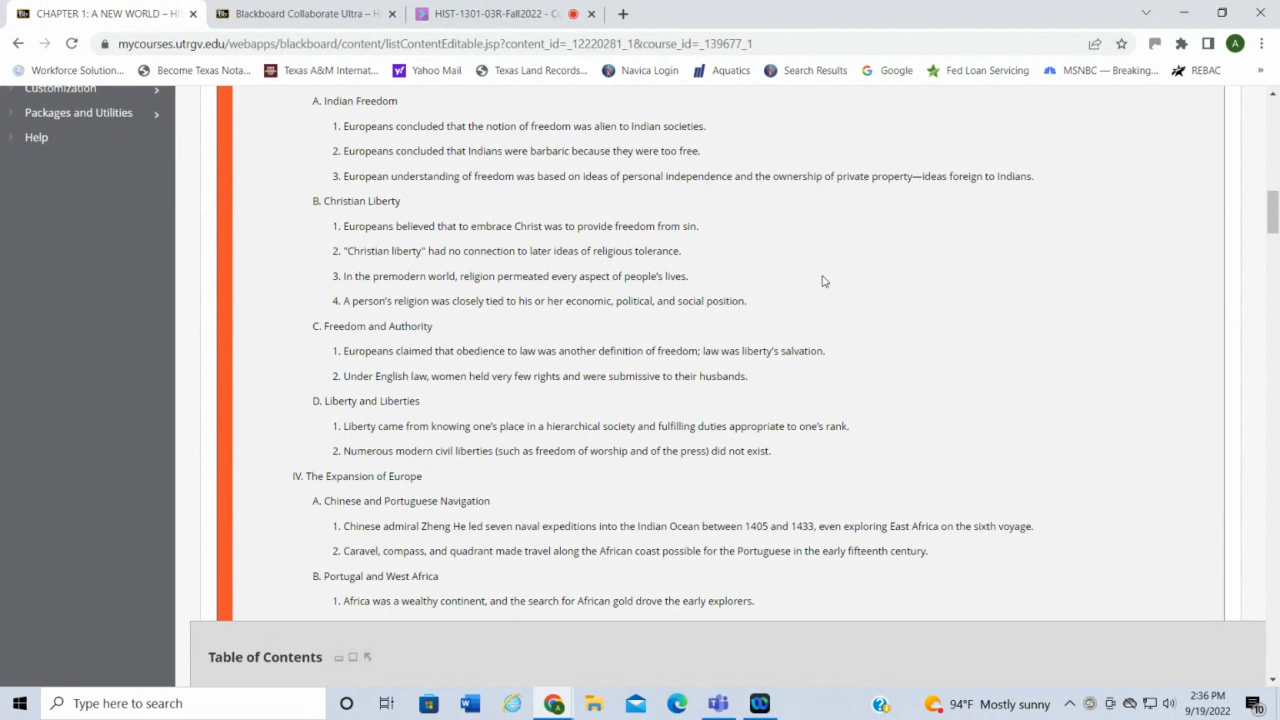 CHAPTER 1: A NEW WORLD – HI
Blackboard Collaborate Ultra – H
HIST-1301-03R-Fall2022 - Co
mycourses.utrgv.edu/webapps/blackboard/content/listContentEditable.jsp?content_id=_12220281_1&course_id=_139677_1
A
Workforce Solution...
Become Texas Nota...
Texas A&M Internat...
Yahoo Mail
Texas Land Records...
Navica Login
Aquatics
Search Results
Google
Fed Loan Servicing
MSNBC — Breaking...
REBAC
»
Customization
Packages and Utilities
Help
A. Indian Freedom
1. Europeans concluded that the notion of freedom was alien to Indian societies.
2. Europeans concluded that Indians were barbaric because they were too free.
3. European understanding of freedom was based on ideas of personal independence and the ownership of private property—ideas foreign to Indians.
B. Christian Liberty
1. Europeans believed that to embrace Christ was to provide freedom from sin.
2. "Christian liberty" had no connection to later ideas of religious tolerance.
3. In the premodern world, religion permeated every aspect of people's lives.
4. A person's religion was closely tied to his or her economic, political, and social position.
C. Freedom and Authority
1. Europeans claimed that obedience to law was another definition of freedom; law was liberty's salvation.
2. Under English law, women held very few rights and were submissive to their husbands.
D. Liberty and Liberties
1. Liberty came from knowing one's place in a hierarchical society and fulfilling duties appropriate to one's rank.
2. Numerous modern civil liberties (such as freedom of worship and of the press) did not exist.
IV. The Expansion of Europe
A. Chinese and Portuguese Navigation
1. Chinese admiral Zheng He led seven naval expeditions into the Indian Ocean between 1405 and 1433, even exploring East Africa on the sixth voyage.
2. Caravel, compass, and quadrant made travel along the African coast possible for the Portuguese in the early fifteenth century.
B. Portugal and West Africa
1. Africa was a wealthy continent, and the search for African gold drove the early explorers.
Table of Contents
Type here to search
94°F Mostly sunny
2:36 PM
9/19/2022
10